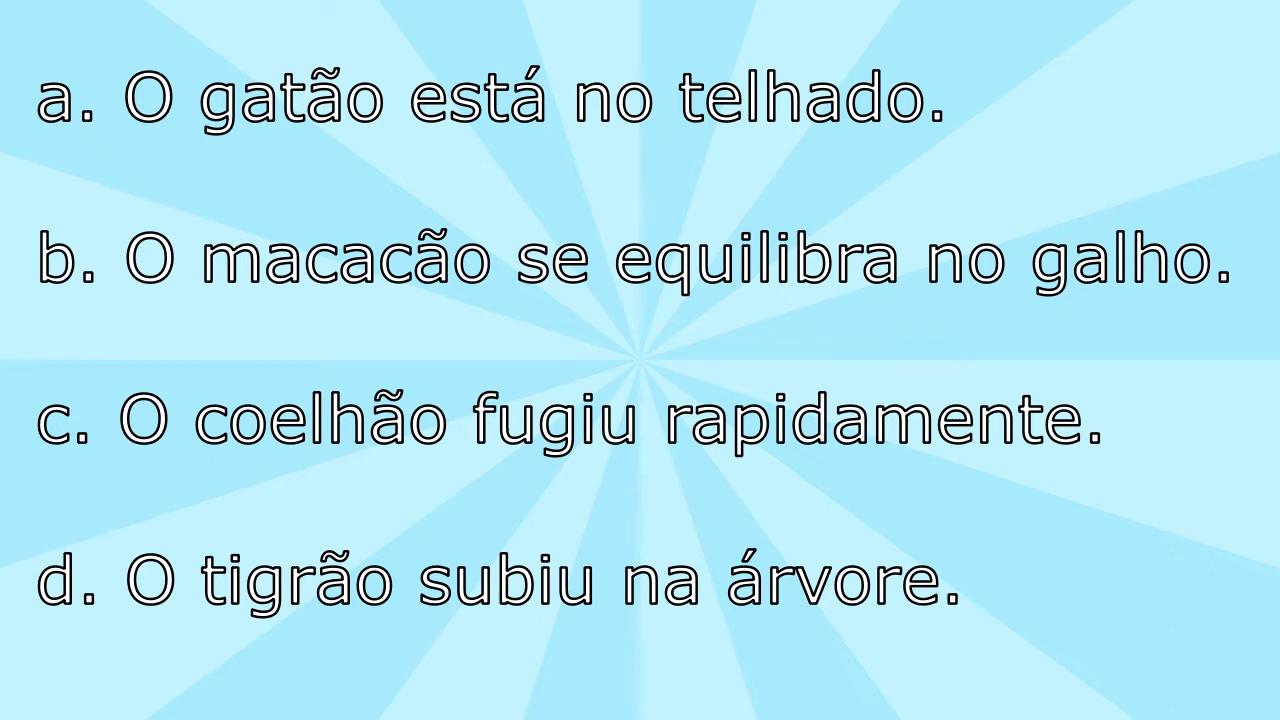 a. O gatão está no telhado.
b. O macacão se equilibra no galho.
c. O coelhão fugiu rapidamente.
d. O tigrão subiu na árvore.